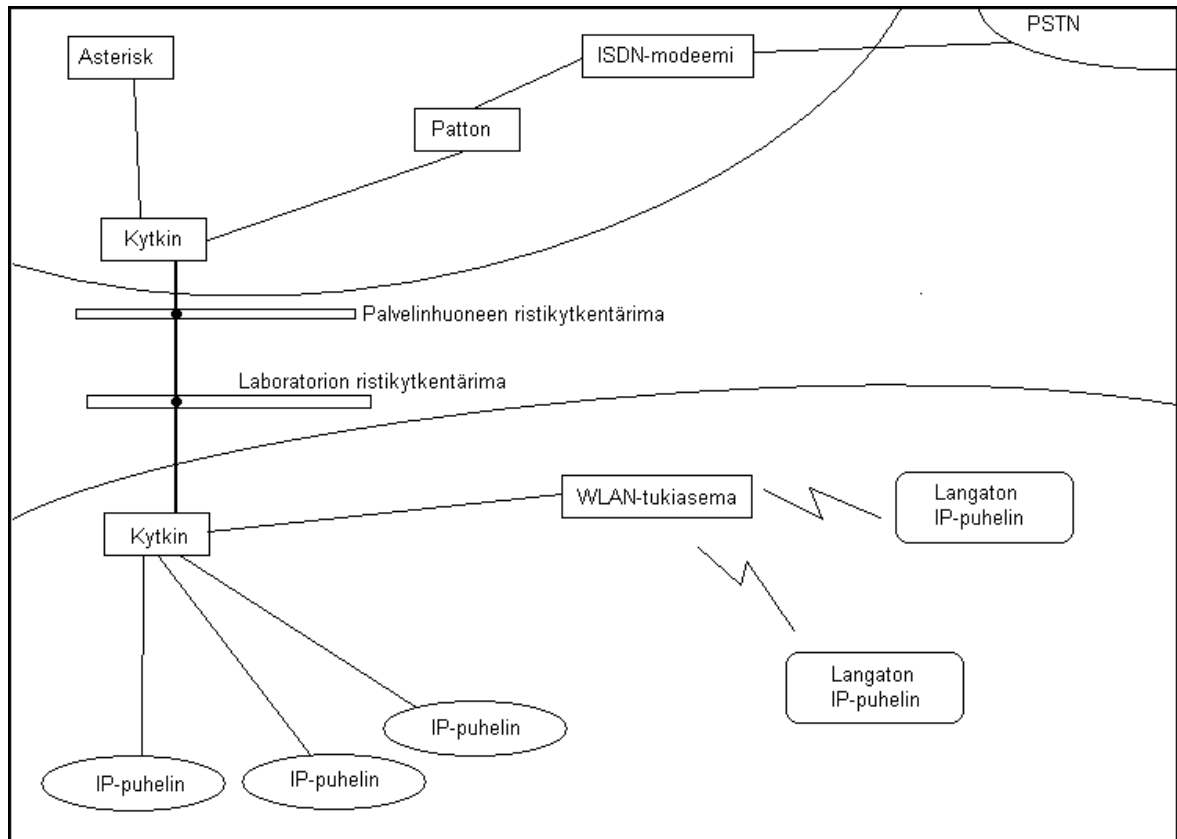 PSTN
Asterisk
ISDN-modeemi
Patton
Kytkin
Palvelinhuoneen ristikytkentärima
Laboratorion ristikytkentärima
WLAN-tukiasema
Langaton
IP-puhelin
Kytkin
Langaton
IP-puhelin
IP-puhelin
IP-puhelin
IP-puhelin